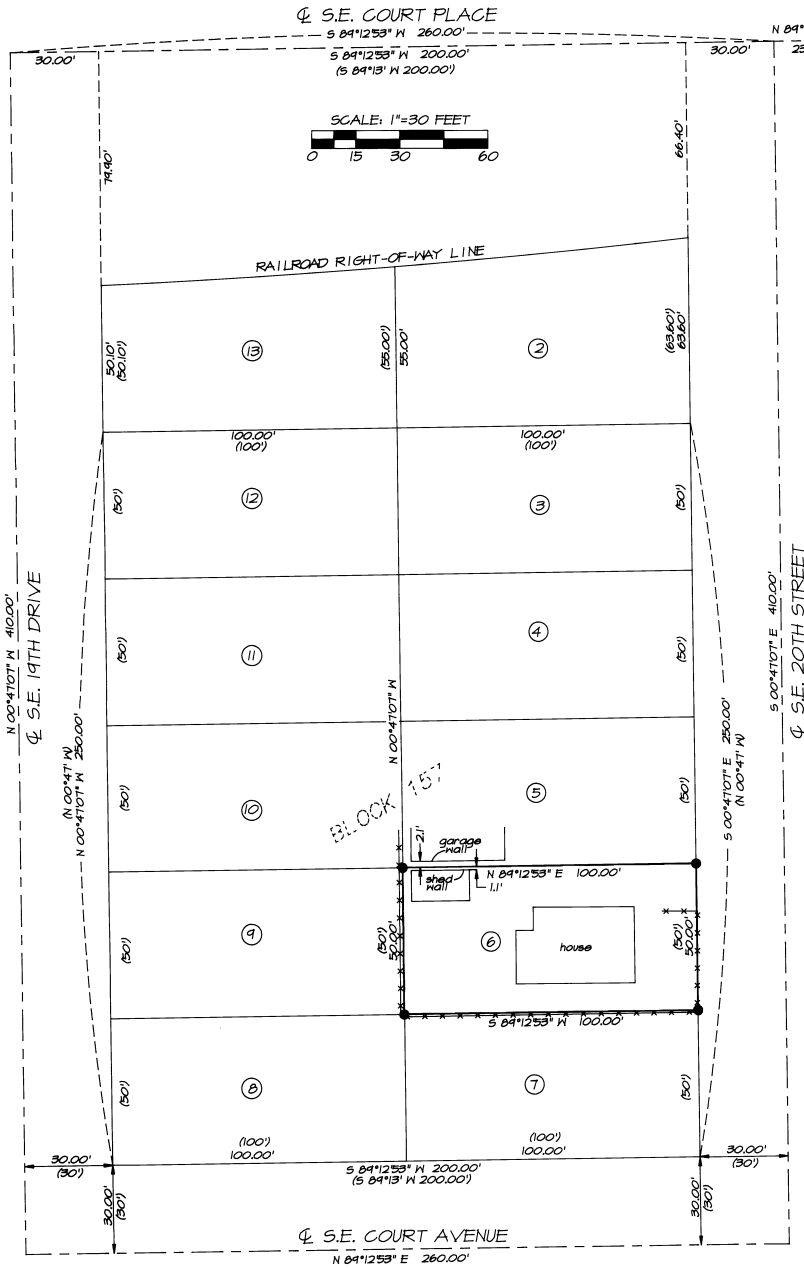 ℄ S.E. COURT PLACE
S 89°12'53" W 260.00'
N 89°
30.00'
S 89°12'53" W 200.00'
30.00'
(S 89°13' W 200.00')
SCALE: 1"=30 FEET
0 15 30 60
79.90'
66.40'
RAILROAD RIGHT-OF-WAY LINE
50.10'
(50.10')
13
(55.00')
55.00'
2
(63.60')
63.60'
100.00'
(100')
100.00'
(100')
(50')
12
3
(50')
N 00°47'07" W 410.00'
℄ S.E. 19TH DRIVE
(50')
11
4
(50')
S 00°47'07" E 410.00'
℄ S.E. 20TH STREET
(N 00°47' W)
N 00°47'07" W 250.00'
N 00°47'07" W
S 00°47'07" E 250.00'
(N 00°47' W)
(50')
10
BLOCK 157
5
(50')
2.1'
garage
wall
N 89°12'53" E 100.00'
shed
wall
1.1'
(50')
9
(50')
50.00'
6
house
(50')
50.00'
S 89°12'53" W 100.00'
(50')
8
7
(50')
(100')
100.00'
(100')
100.00'
30.00'
(30')
S 89°12'53" W 200.00'
(S 89°13' W 200.00')
30.00'
(30')
30.00'
(30')
30.00'
(30')
℄ S.E. COURT AVENUE
N 89°12'53" E 260.00'